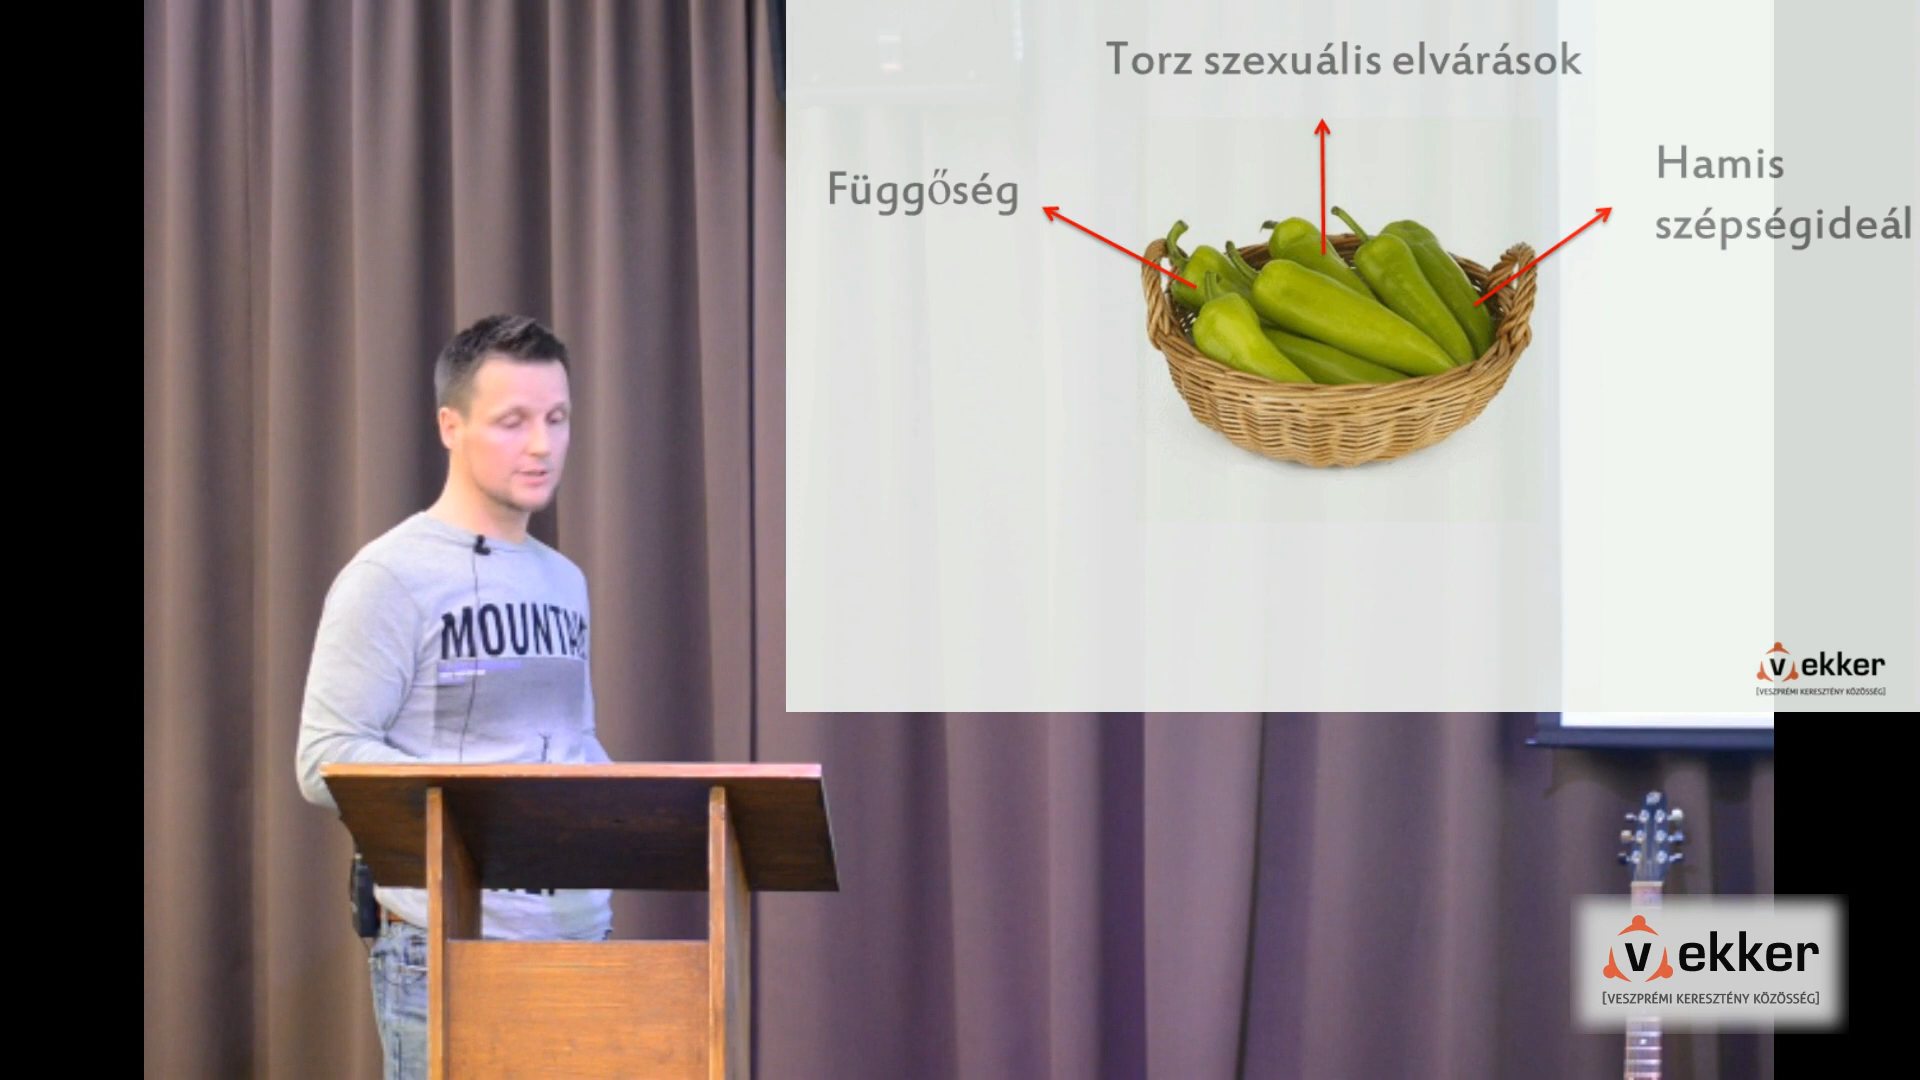 Torz szexuális elvárások
Függőség
Hamis
szépségideál
MOUNTA
vekker
[VESZPRÉMI KERESZTÉNY KÖZÖSSÉG]
vekker
[VESZPRÉMI KERESZTÉNY KÖZÖSSÉG]